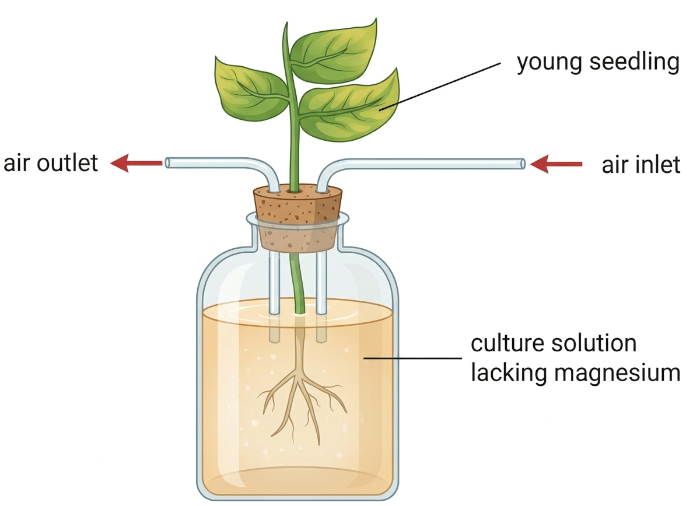 young seedling
air outlet
air inlet
culture solution
lacking magnesium